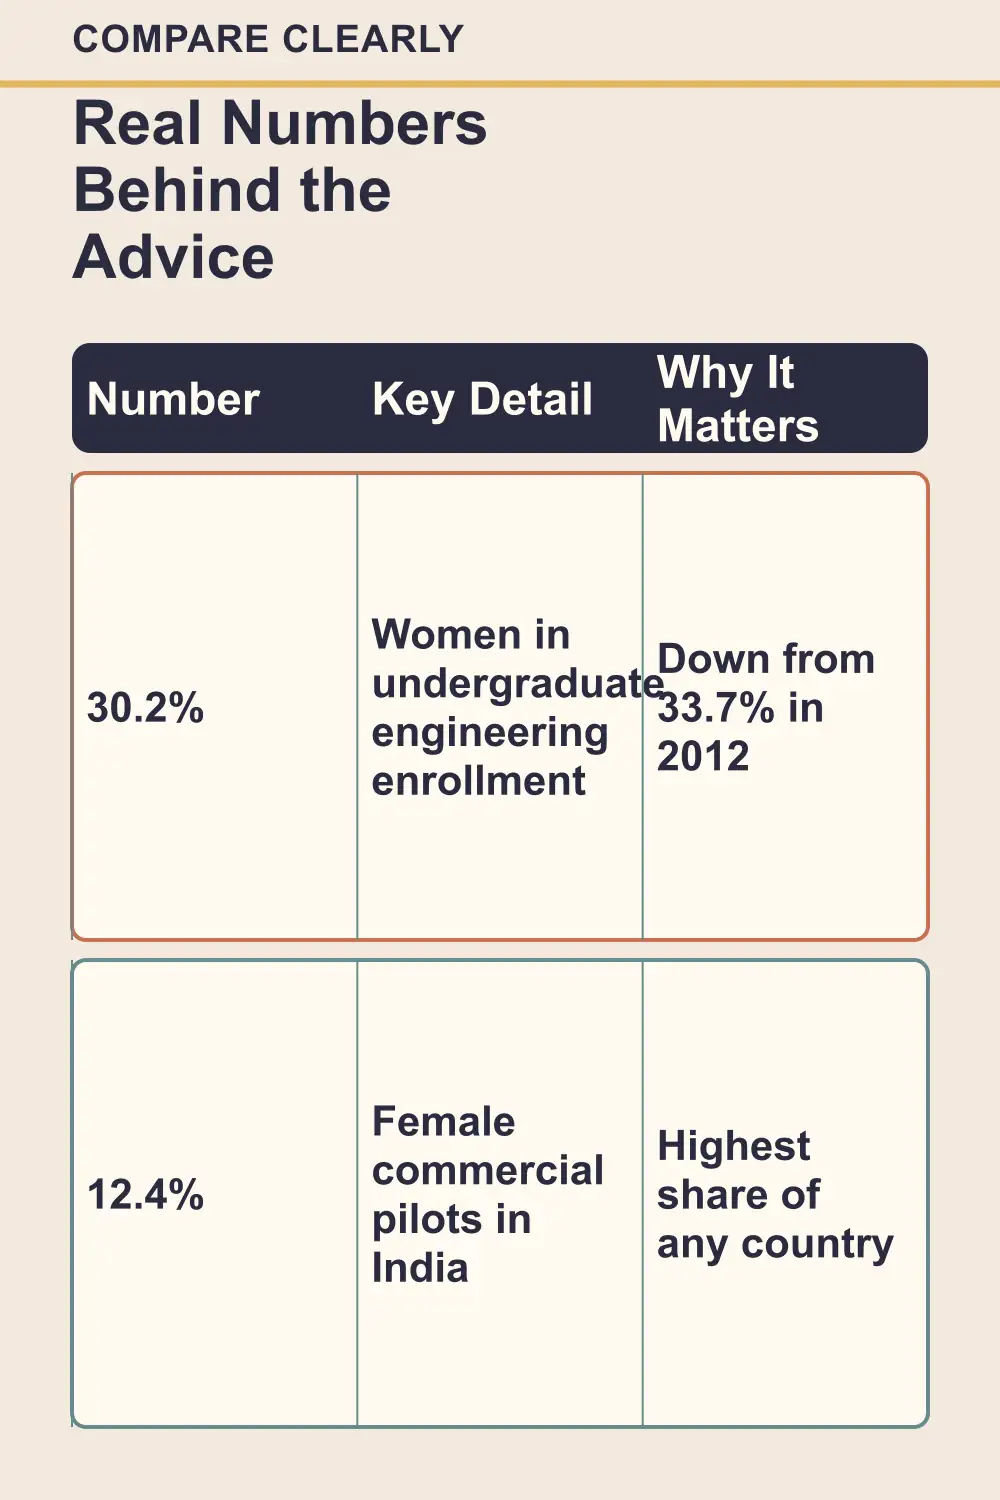 COMPARE CLEARLY
Real Numbers
Behind the
Advice
Number
Key Detail
Why It
Matters
30.2%
Women in
undergraduate
engineering
enrollment
Down from
33.7% in
2012
12.4%
Female
commercial
pilots in
India
Highest
share of
any country